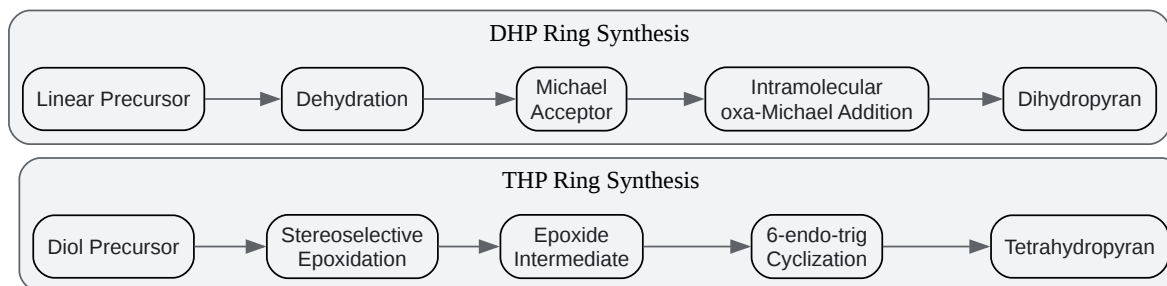 DHP Ring Synthesis
Linear Precursor
Dehydration
Michael
Acceptor
Intramolecular
oxa-Michael Addition
Dihydropyran
THP Ring Synthesis
Diol Precursor
Stereoselective
Epoxidation
Epoxide
Intermediate
6-endo-trig
Cyclization
Tetrahydropyran